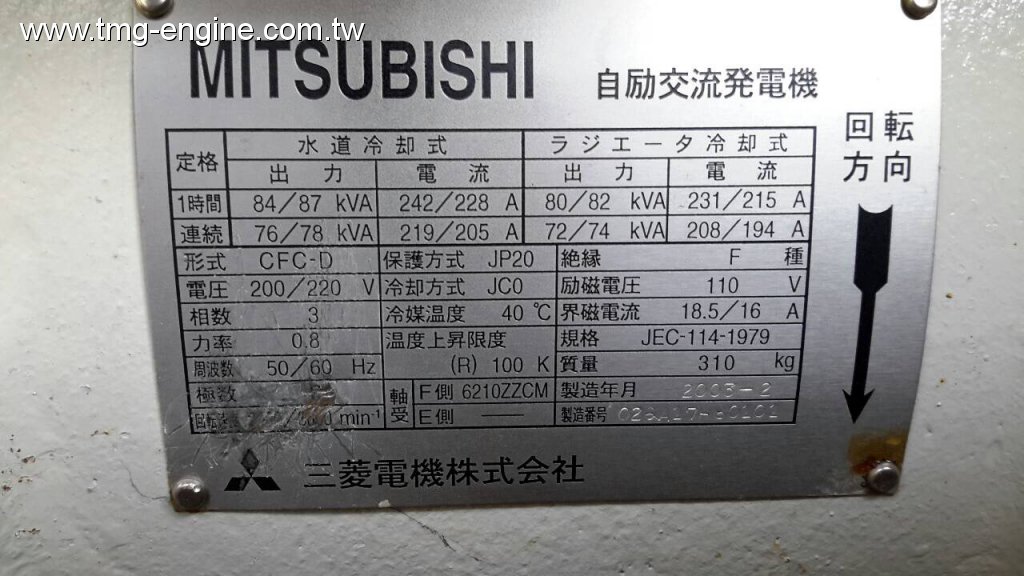 www.tmg-engine.com.tw
MITSUBISHI 自励交流発電機
回転
方向
定格 水道冷却式 ラジエータ冷却式
出力 電流 出力 電流
1時間 84/87 kVA 242/228 A 80/82 kVA 231/215 A
連続 76/78 kVA 219/205 A 72/74 kVA 208/194 A
形式 CFC-D 保護方式 JP20 絶縁 F 種
電圧 200/220 V 冷却方式 JC0 励磁電圧 110 V
相数 3 冷媒温度 40 ℃ 界磁電流 18.5/16 A
力率 0.8 温度上昇限度 規格 JEC-114-1979
周波数 50/60 Hz (R) 100 K 質量 310 kg
極数 軸受 F側 6210ZZCM 製造年月
min⁻¹ E側 — 製造番号
三菱電機株式会社